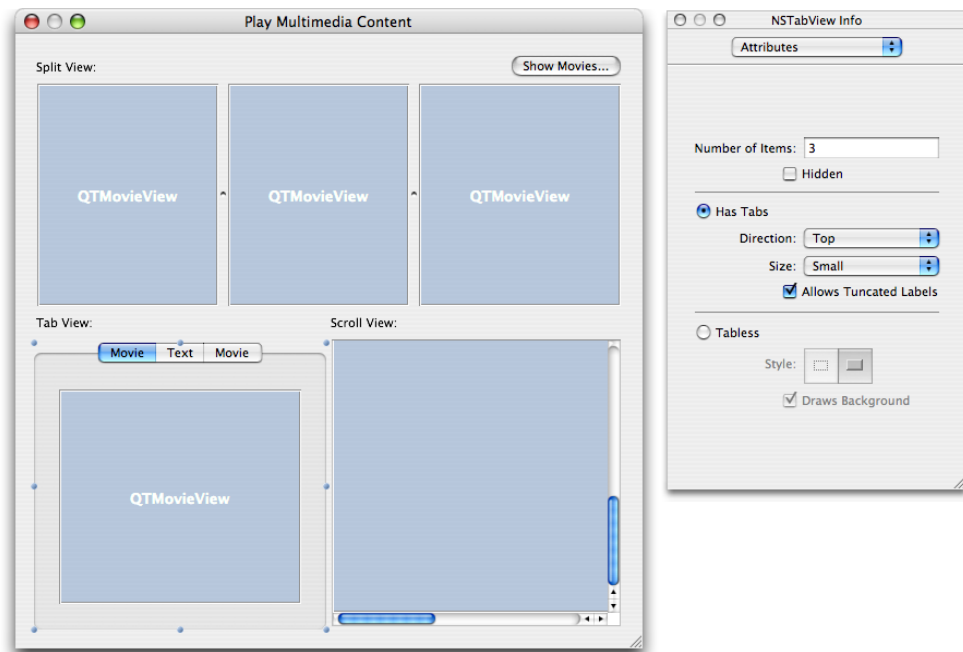 Play Multimedia Content
Split View:
Show Movies...
QTMovieView
QTMovieView
QTMovieView
Tab View:
Scroll View:
Movie
Text
Movie
QTMovieView
NSTabView Info
Attributes
Number of Items: 3
Hidden
Has Tabs
Direction: Top
Size: Small
Allows Tuncated Labels
Tabless
Style:
Draws Background